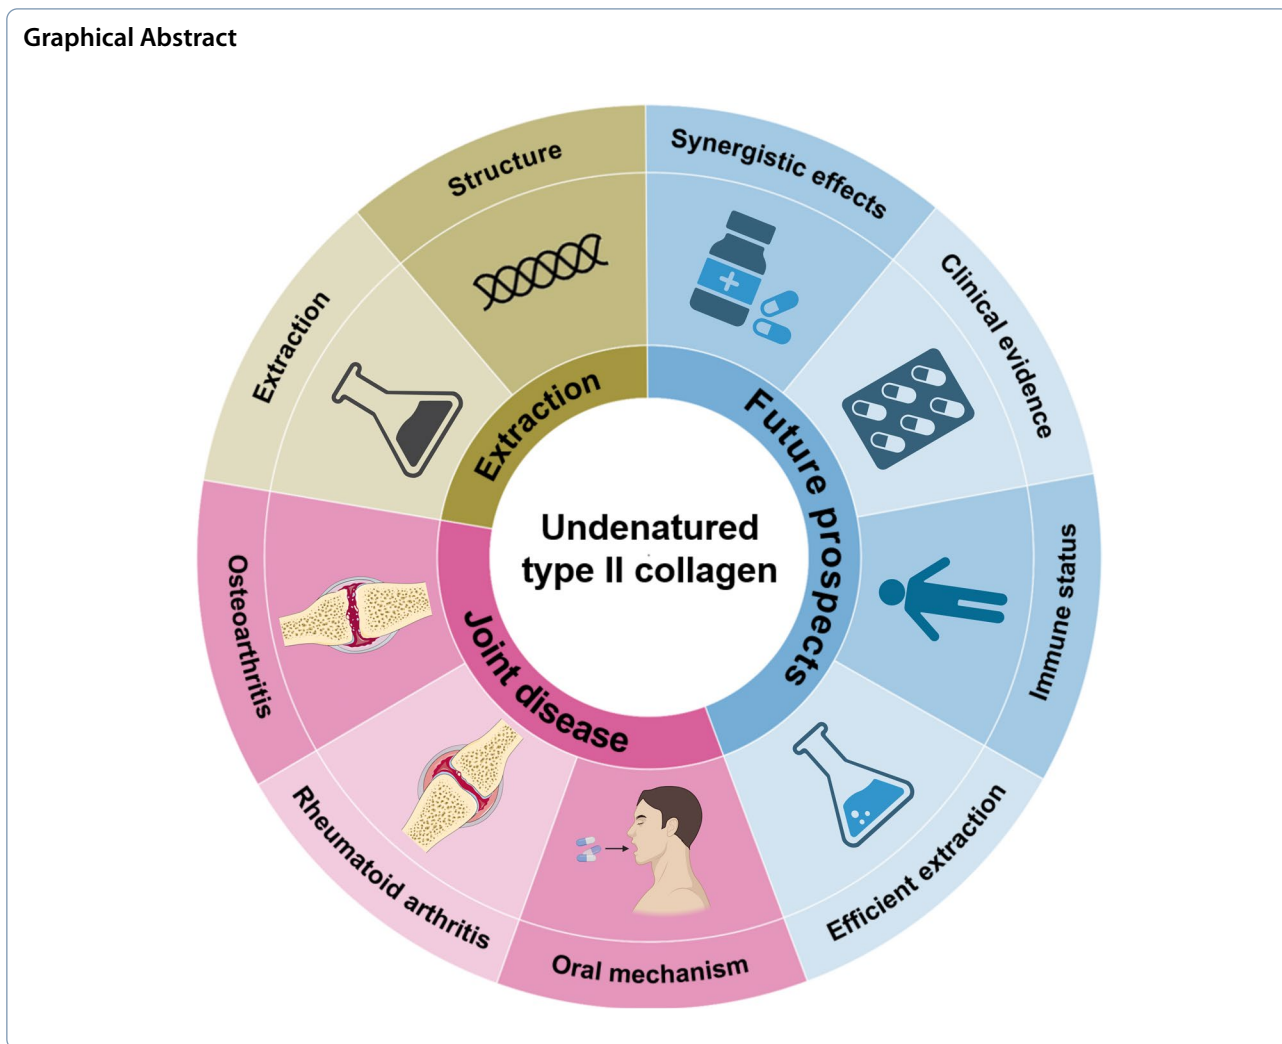 Graphical Abstract
Structure
Synergistic effects
Clinical evidence
Immune status
Efficient extraction
Oral mechanism
Rheumatoid arthritis
Osteoarthritis
Extraction
Extraction
Future prospects
Joint disease
Undenatured
type II collagen